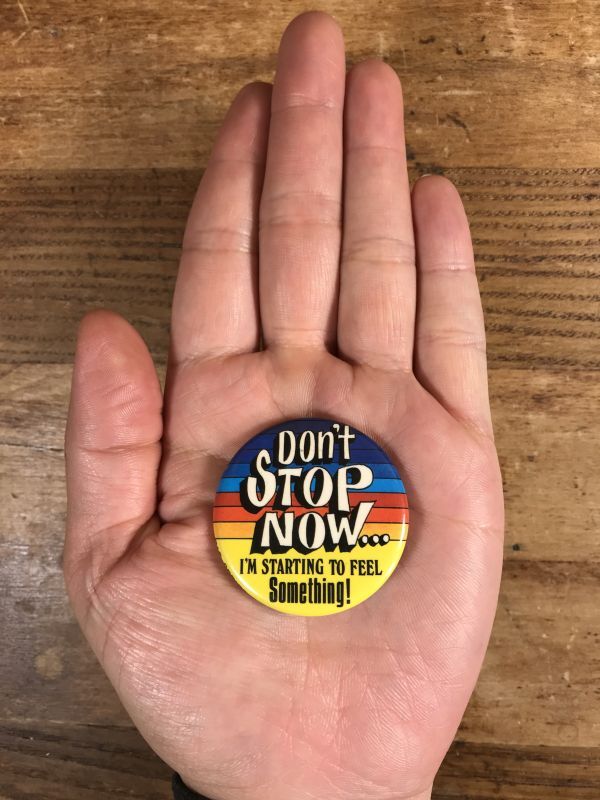 Don't
STOP
NOW...
I'M STARTING TO FEEL
Something!